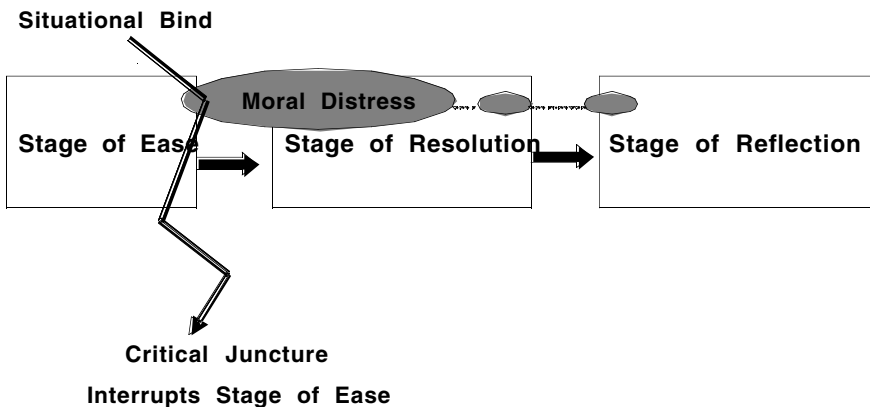 Situational Bind
Moral Distress
Stage of Ease
Stage of Resolution
Stage of Reflection
Critical Juncture
Interrupts Stage of Ease